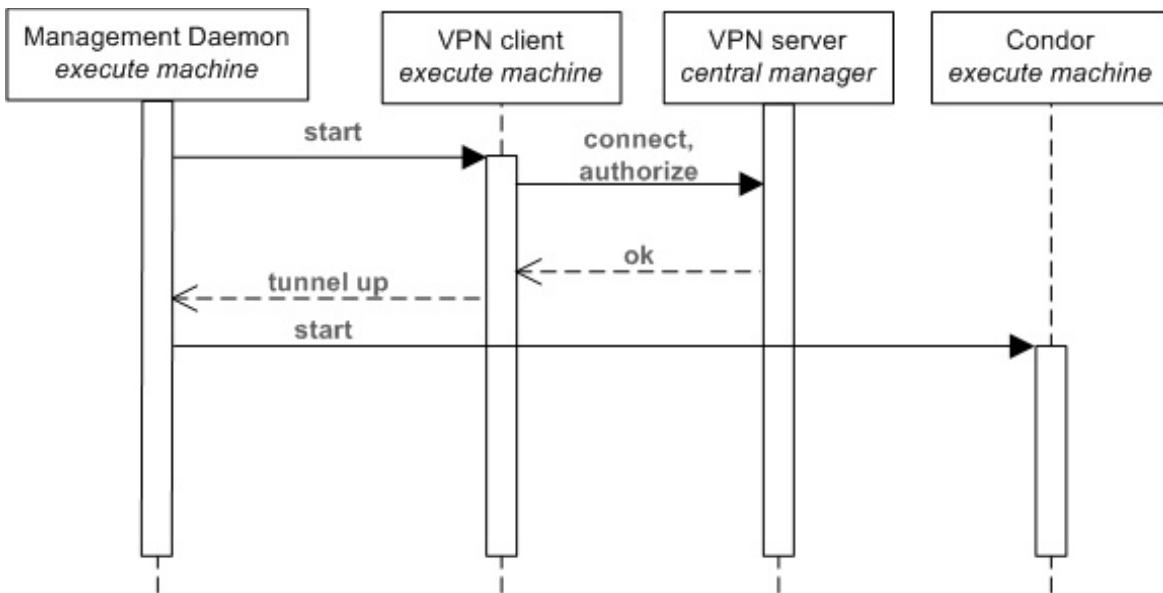 Management Daemon
execute machine
VPN client
execute machine
VPN server
central manager
Condor
execute machine
start
connect,
authorize
ok
tunnel up
start